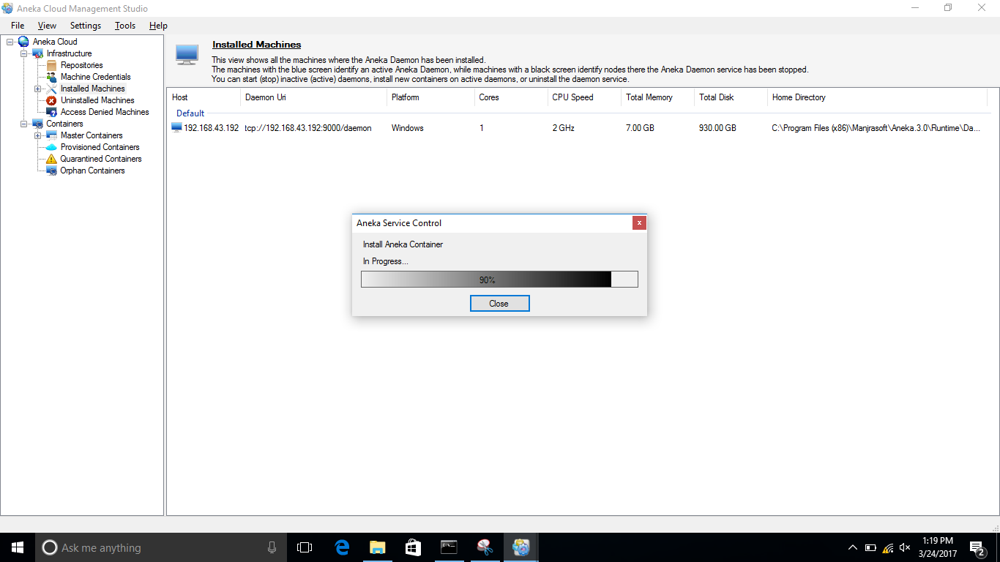 Aneka Cloud Management Studio
File View Settings Tools Help
Aneka Cloud
Infrastructure
Repositories
Machine Credentials
Installed Machines
Uninstalled Machines
Access Denied Machines
Containers
Master Containers
Provisioned Containers
Quarantined Containers
Orphan Containers
Installed Machines
This view shows all the machines where the Aneka Daemon has been installed.
The machines with the blue screen identify an active Aneka Daemon, while machines with a black screen identify nodes there the Aneka Daemon service has been stopped.
You can start (stop) inactive (active) daemons, install new containers on active daemons, or uninstall the daemon service.
Host Daemon Uri Platform Cores CPU Speed Total Memory Total Disk Home Directory
Default
192.168.43.192 tcp://192.168.43.192:9000/daemon Windows 1 2 GHz 7.00 GB 930.00 GB C:\Program Files (x86)\Manjrasoft\Aneka.3.0\Runtime\Da...
Aneka Service Control
x
Install Aneka Container
In Progress...
90%
Close
Ask me anything
1:19 PM
3/24/2017
2